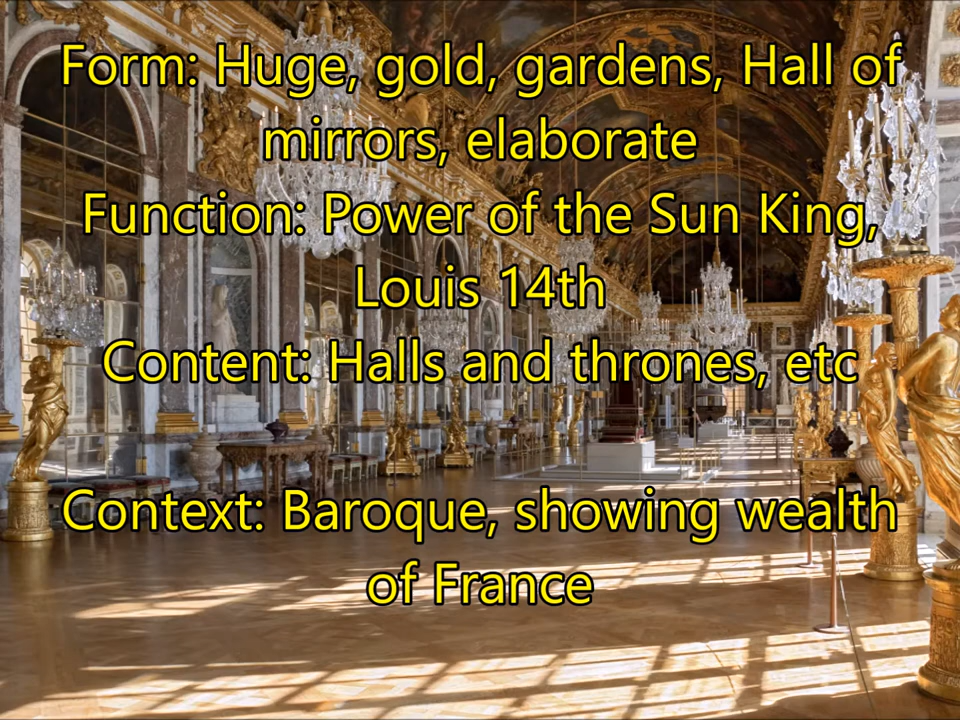 Form: Huge, gold, gardens, Hall of
mirrors, elaborate
Function: Power of the Sun King,
Louis 14th
Content: Halls and thrones, etc
Context: Baroque, showing wealth
of France